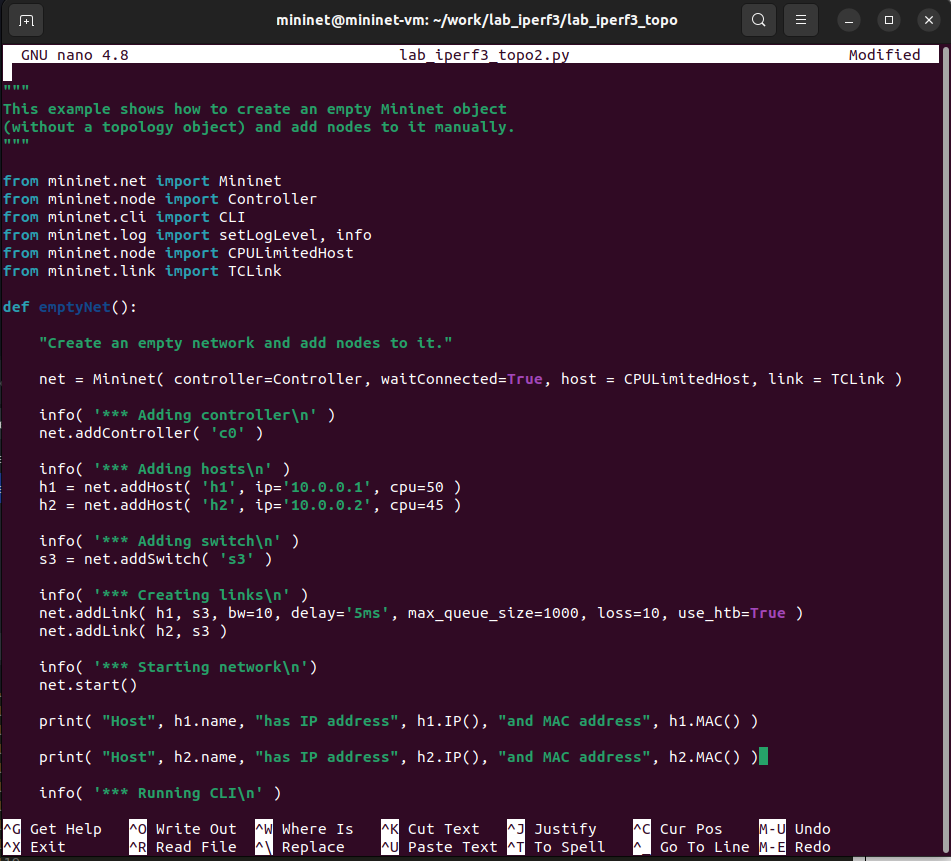 mininet@mininet-vm: ~/work/lab_iperf3/lab_iperf3_topo
GNU nano 4.8 lab_iperf3_topo2.py Modified
"""
This example shows how to create an empty Mininet object
(without a topology object) and add nodes to it manually.
"""
from mininet.net import Mininet
from mininet.node import Controller
from mininet.cli import CLI
from mininet.log import setLogLevel, info
from mininet.node import CPULimitedHost
from mininet.link import TCLink
def emptyNet():
"Create an empty network and add nodes to it."
net = Mininet( controller=Controller, waitConnected=True, host = CPULimitedHost, link = TCLink )
info( '*** Adding controller\n' )
net.addController( 'c0' )
info( '*** Adding hosts\n' )
h1 = net.addHost( 'h1', ip='10.0.0.1', cpu=50 )
h2 = net.addHost( 'h2', ip='10.0.0.2', cpu=45 )
info( '*** Adding switch\n' )
s3 = net.addSwitch( 's3' )
info( '*** Creating links\n' )
net.addLink( h1, s3, bw=10, delay='5ms', max_queue_size=1000, loss=10, use_htb=True )
net.addLink( h2, s3 )
info( '*** Starting network\n')
net.start()
print( "Host", h1.name, "has IP address", h1.IP(), "and MAC address", h1.MAC() )
print( "Host", h2.name, "has IP address", h2.IP(), "and MAC address", h2.MAC() )
info( '*** Running CLI\n' )
^G Get Help ^O Write Out ^W Where Is ^K Cut Text ^J Justify ^C Cur Pos M-U Undo
^X Exit ^R Read File ^\ Replace ^U Paste Text ^T To Spell ^_ Go To Line M-E Redo